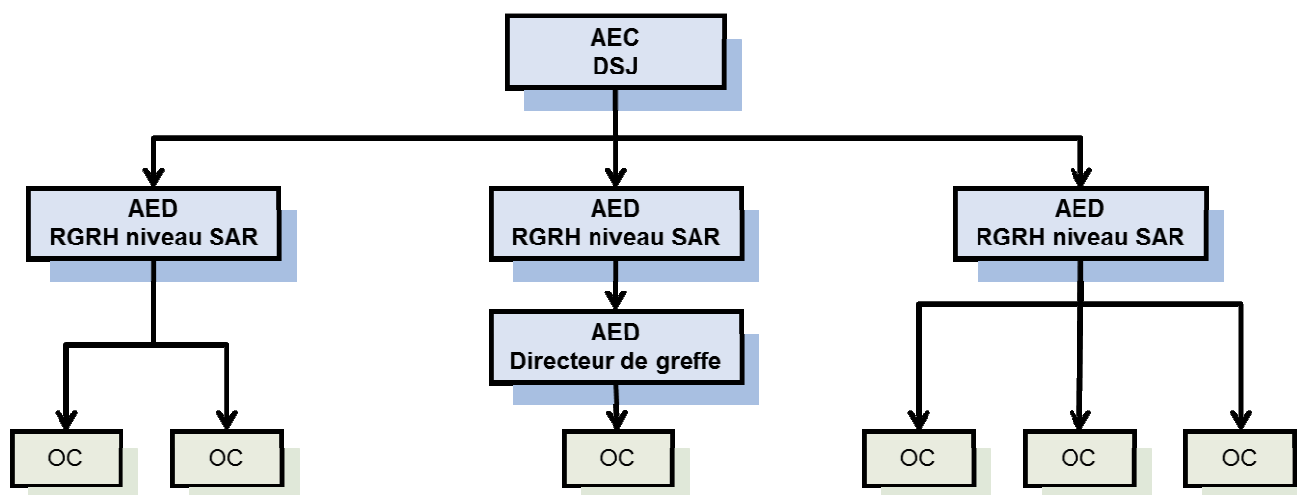 AEC
DSJ
AED
RGRH niveau SAR
AED
RGRH niveau SAR
AED
RGRH niveau SAR
AED
Directeur de greffe
OC
OC
OC
OC
OC
OC